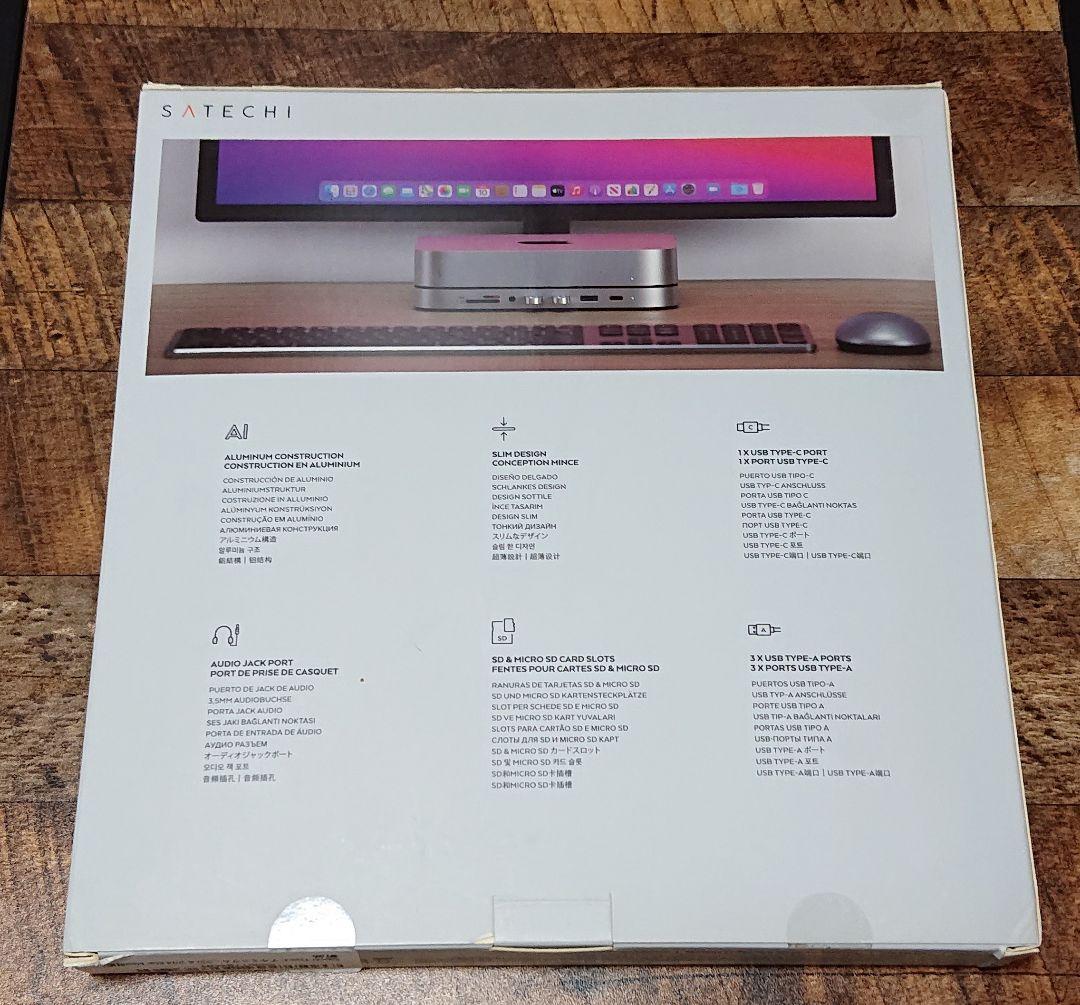 SATECHI
10
AI
ALUMINUM CONSTRUCTION
CONSTRUCTION EN ALUMINIUM
CONSTRUCCIÓN DE ALUMINIO
ALUMINIUMSTRUKTUR
COSTRUZIONE IN ALLUMINIO
ALÜMİNYUM KONSTRÜKSİYON
CONSTRUÇÃO EM ALUMÍNIO
АЛЮМИНИЕВАЯ КОНСТРУКЦИЯ
アルミニウム構造
알루미늄 구조
鋁結構 | 铝结构
SLIM DESIGN
CONCEPTION MINCE
DISEÑO DELGADO
SCHLANKES DESIGN
DESIGN SOTTILE
İNCE TASARIM
DESIGN SLIM
ТОНКИЙ ДИЗАЙН
スリムなデザイン
슬림 한 디자인
超薄設計 | 超薄设计
C
1 X USB TYPE-C PORT
1 X PORT USB TYPE-C
PUERTO USB TIPO-C
USB TYP-C ANSCHLUSS
PORTA USB TIPO C
USB TYPE-C BAĞLANTI NOKTAS
PORTA USB TYPE-C
ПОРТ USB TYPE-C
USB TYPE-C ポート
USB TYPE-C 포트
USB TYPE-C端口 | USB TYPE-C端口
AUDIO JACK PORT
PORT DE PRISE DE CASQUET
PUERTO DE JACK DE AUDIO
3,5MM AUDIOBUCHSE
PORTA JACK AUDIO
SES JAKI BAĞLANTI NOKTASI
PORTA DE ENTRADA DE ÁUDIO
АУДИО РАЗЪЕМ
オーディオジャックポート
오디오 잭 포트
音頻插孔 | 音频插孔
SD
SD & MICRO SD CARD SLOTS
FENTES POUR CARTES SD & MICRO SD
RANURAS DE TARJETAS SD & MICRO SD
SD UND MICRO SD KARTENSTECKPLÄTZE
SLOT PER SCHEDE SD E MICRO SD
SD VE MICRO SD KART YUVALARI
SLOTS PARA CARTÃO SD E MICRO SD
СЛОТЫ ДЛЯ SD И MICRO SD КАРТ
SD & MICRO SD カードスロット
SD 및 MICRO SD 카드 슬롯
SD和MICRO SD卡插槽
SD和MICRO SD卡插槽
A
3 X USB TYPE-A PORTS
3 X PORTS USB TYPE-A
PUERTOS USB TIPO-A
USB TYP-A ANSCHLÜSSE
PORTE USB TIPO A
USB TIP-A BAĞLANTI NOKTALARI
PORTAS USB TIPO A
USB-ПОРТЫ ТИПА A
USB TYPE-A ポート
USB TYPE-A 포트
USB TYPE-A端口 | USB TYPE-A端口